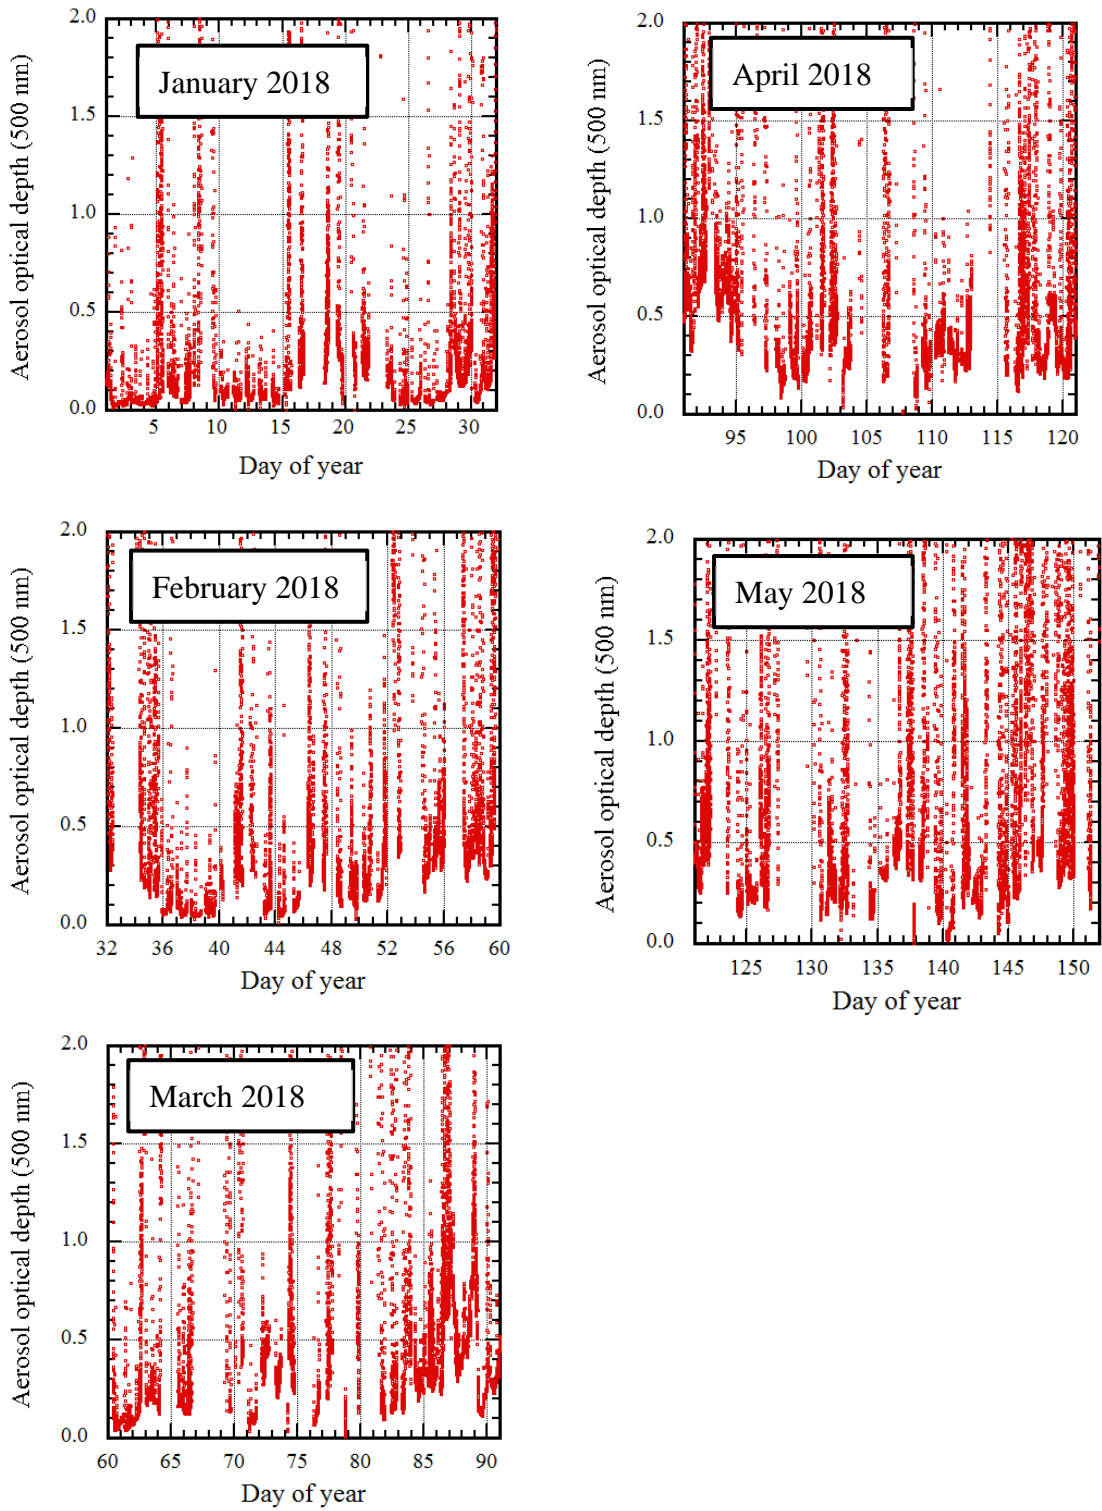 January 2018
Aerosol optical depth (500 nm)
2.0
1.5
1.0
0.5
0.0
5 10 15 20 25 30
Day of year
April 2018
Aerosol optical depth (500 nm)
2.0
1.5
1.0
0.5
0.0
95 100 105 110 115 120
Day of year
February 2018
Aerosol optical depth (500 nm)
2.0
1.5
1.0
0.5
0.0
32 36 40 44 48 52 56 60
Day of year
May 2018
Aerosol optical depth (500 nm)
2.0
1.5
1.0
0.5
0.0
125 130 135 140 145 150
Day of year
March 2018
Aerosol optical depth (500 nm)
2.0
1.5
1.0
0.5
0.0
60 65 70 75 80 85 90
Day of year